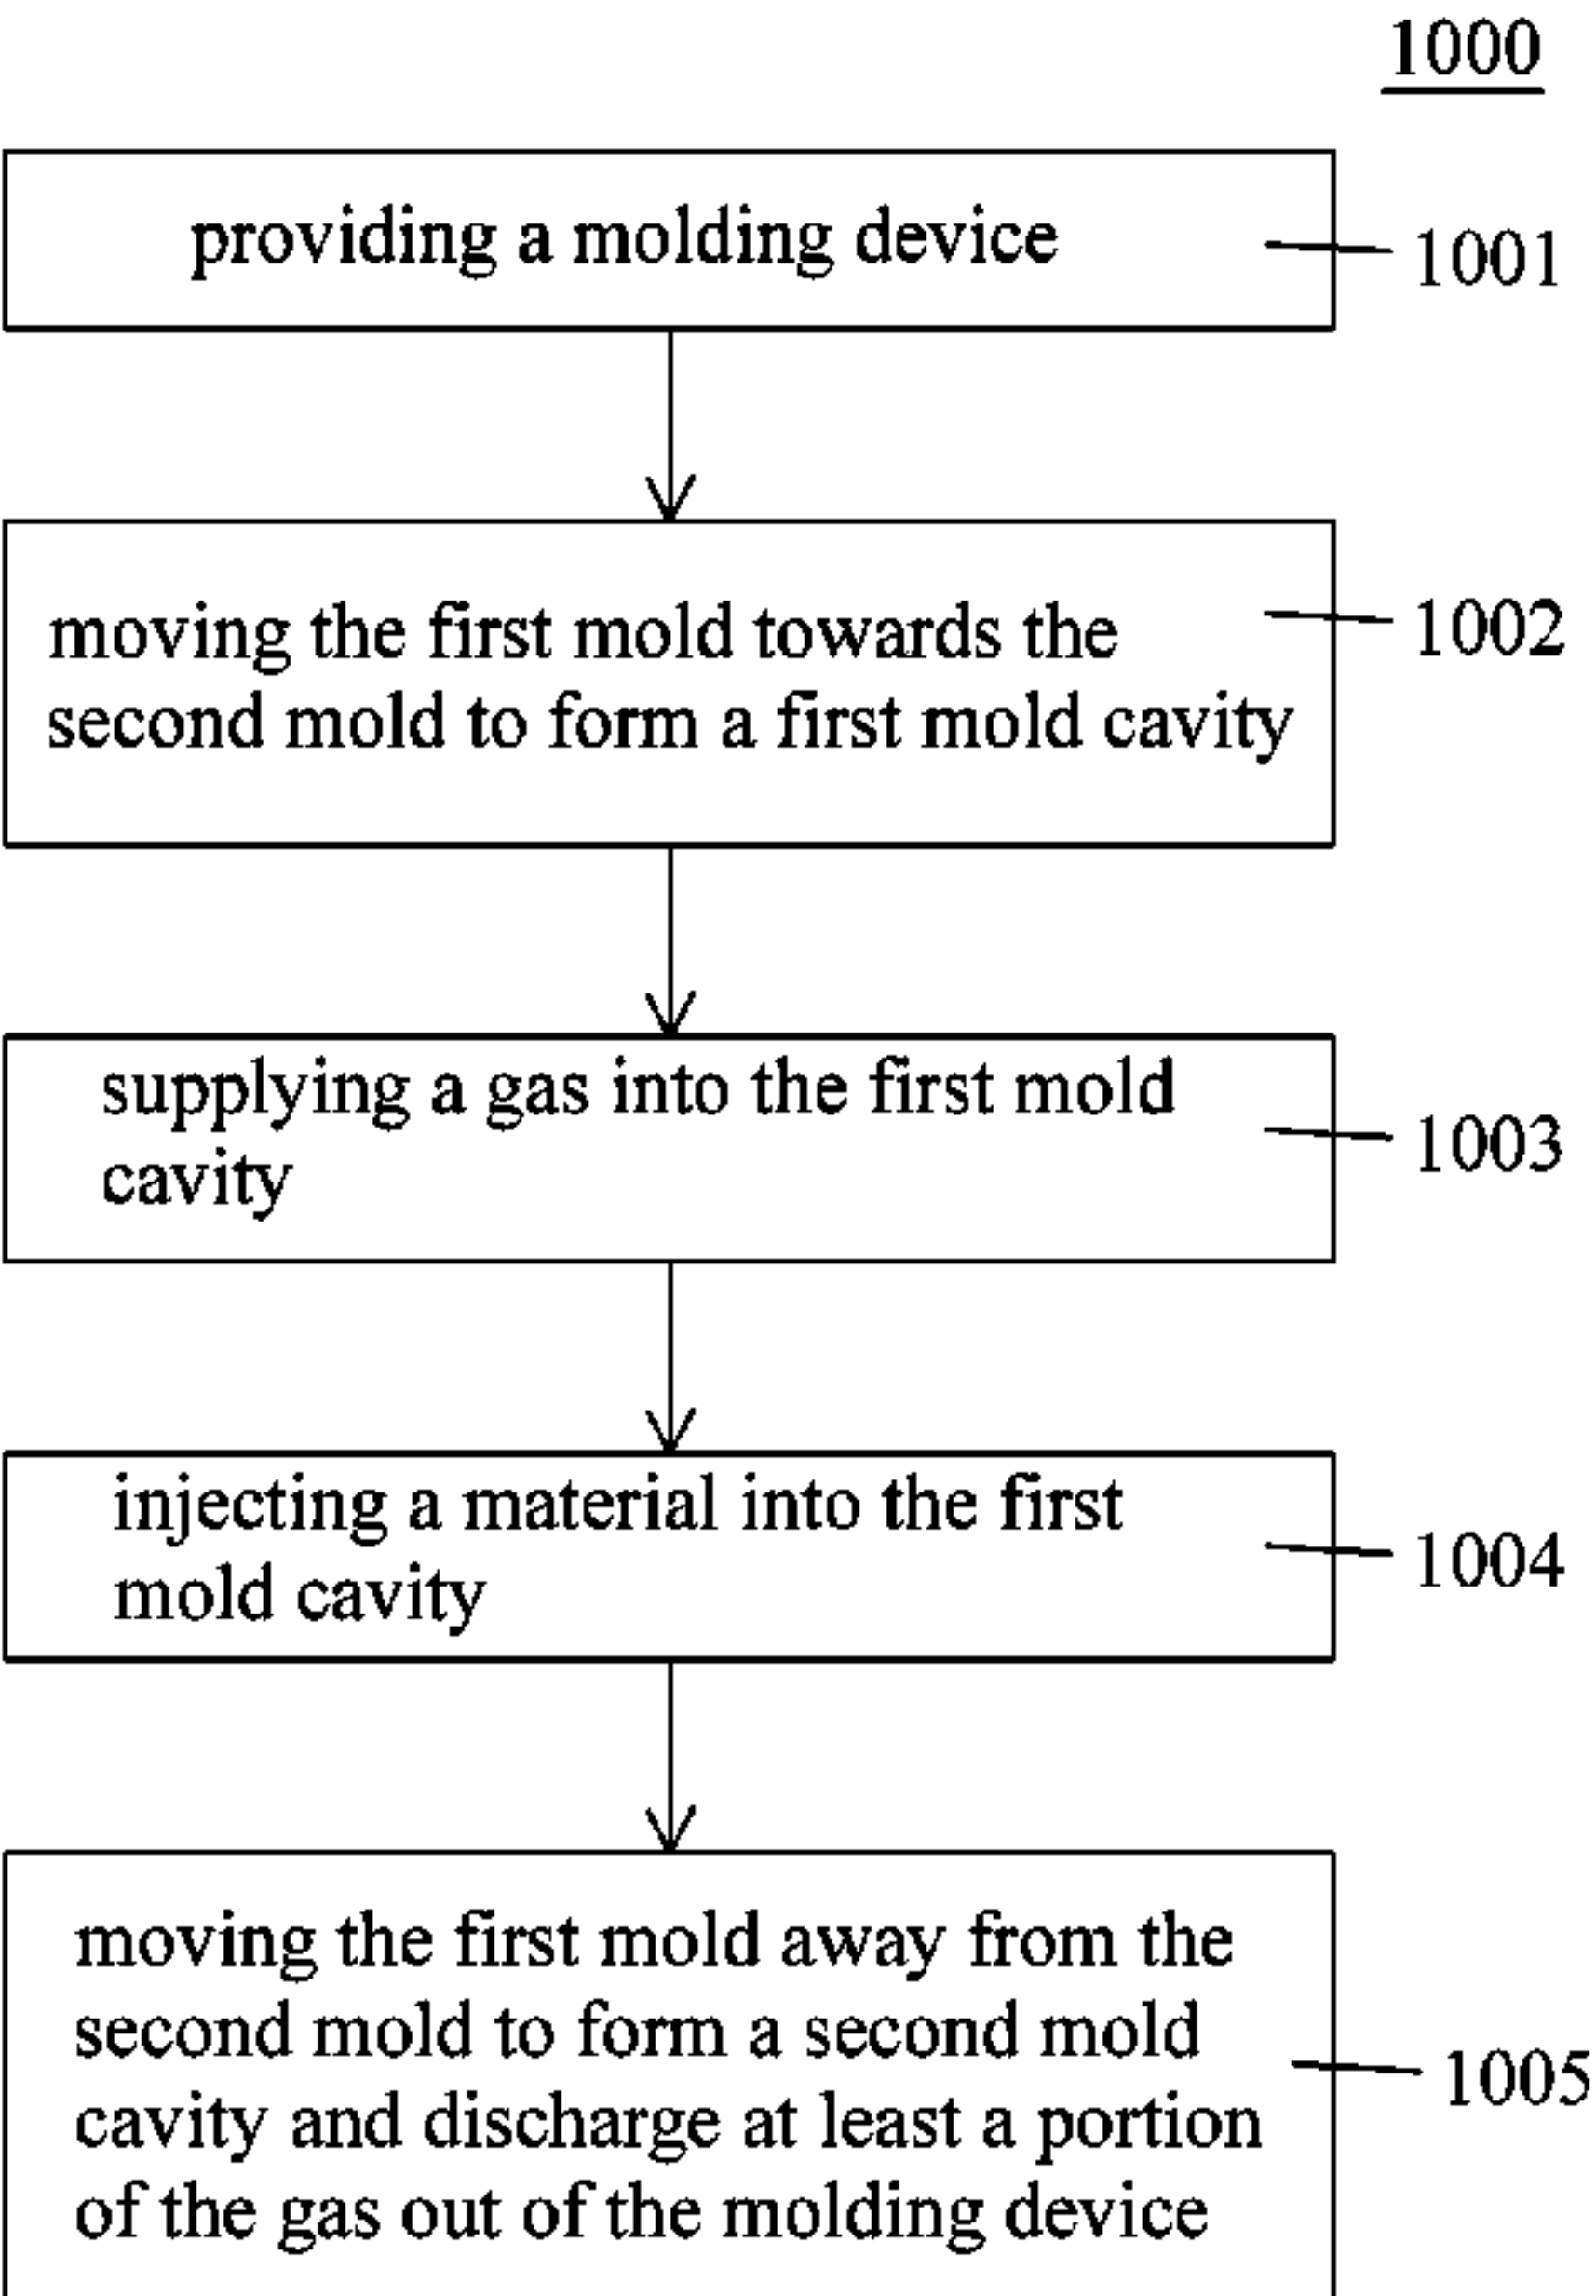 1000
providing a molding device
1001
moving the first mold towards the
second mold to form a first mold cavity
1002
supplying a gas into the first mold
cavity
1003
injecting a material into the first
mold cavity
1004
moving the first mold away from the
second mold to form a second mold
cavity and discharge at least a portion
of the gas out of the molding device
1005